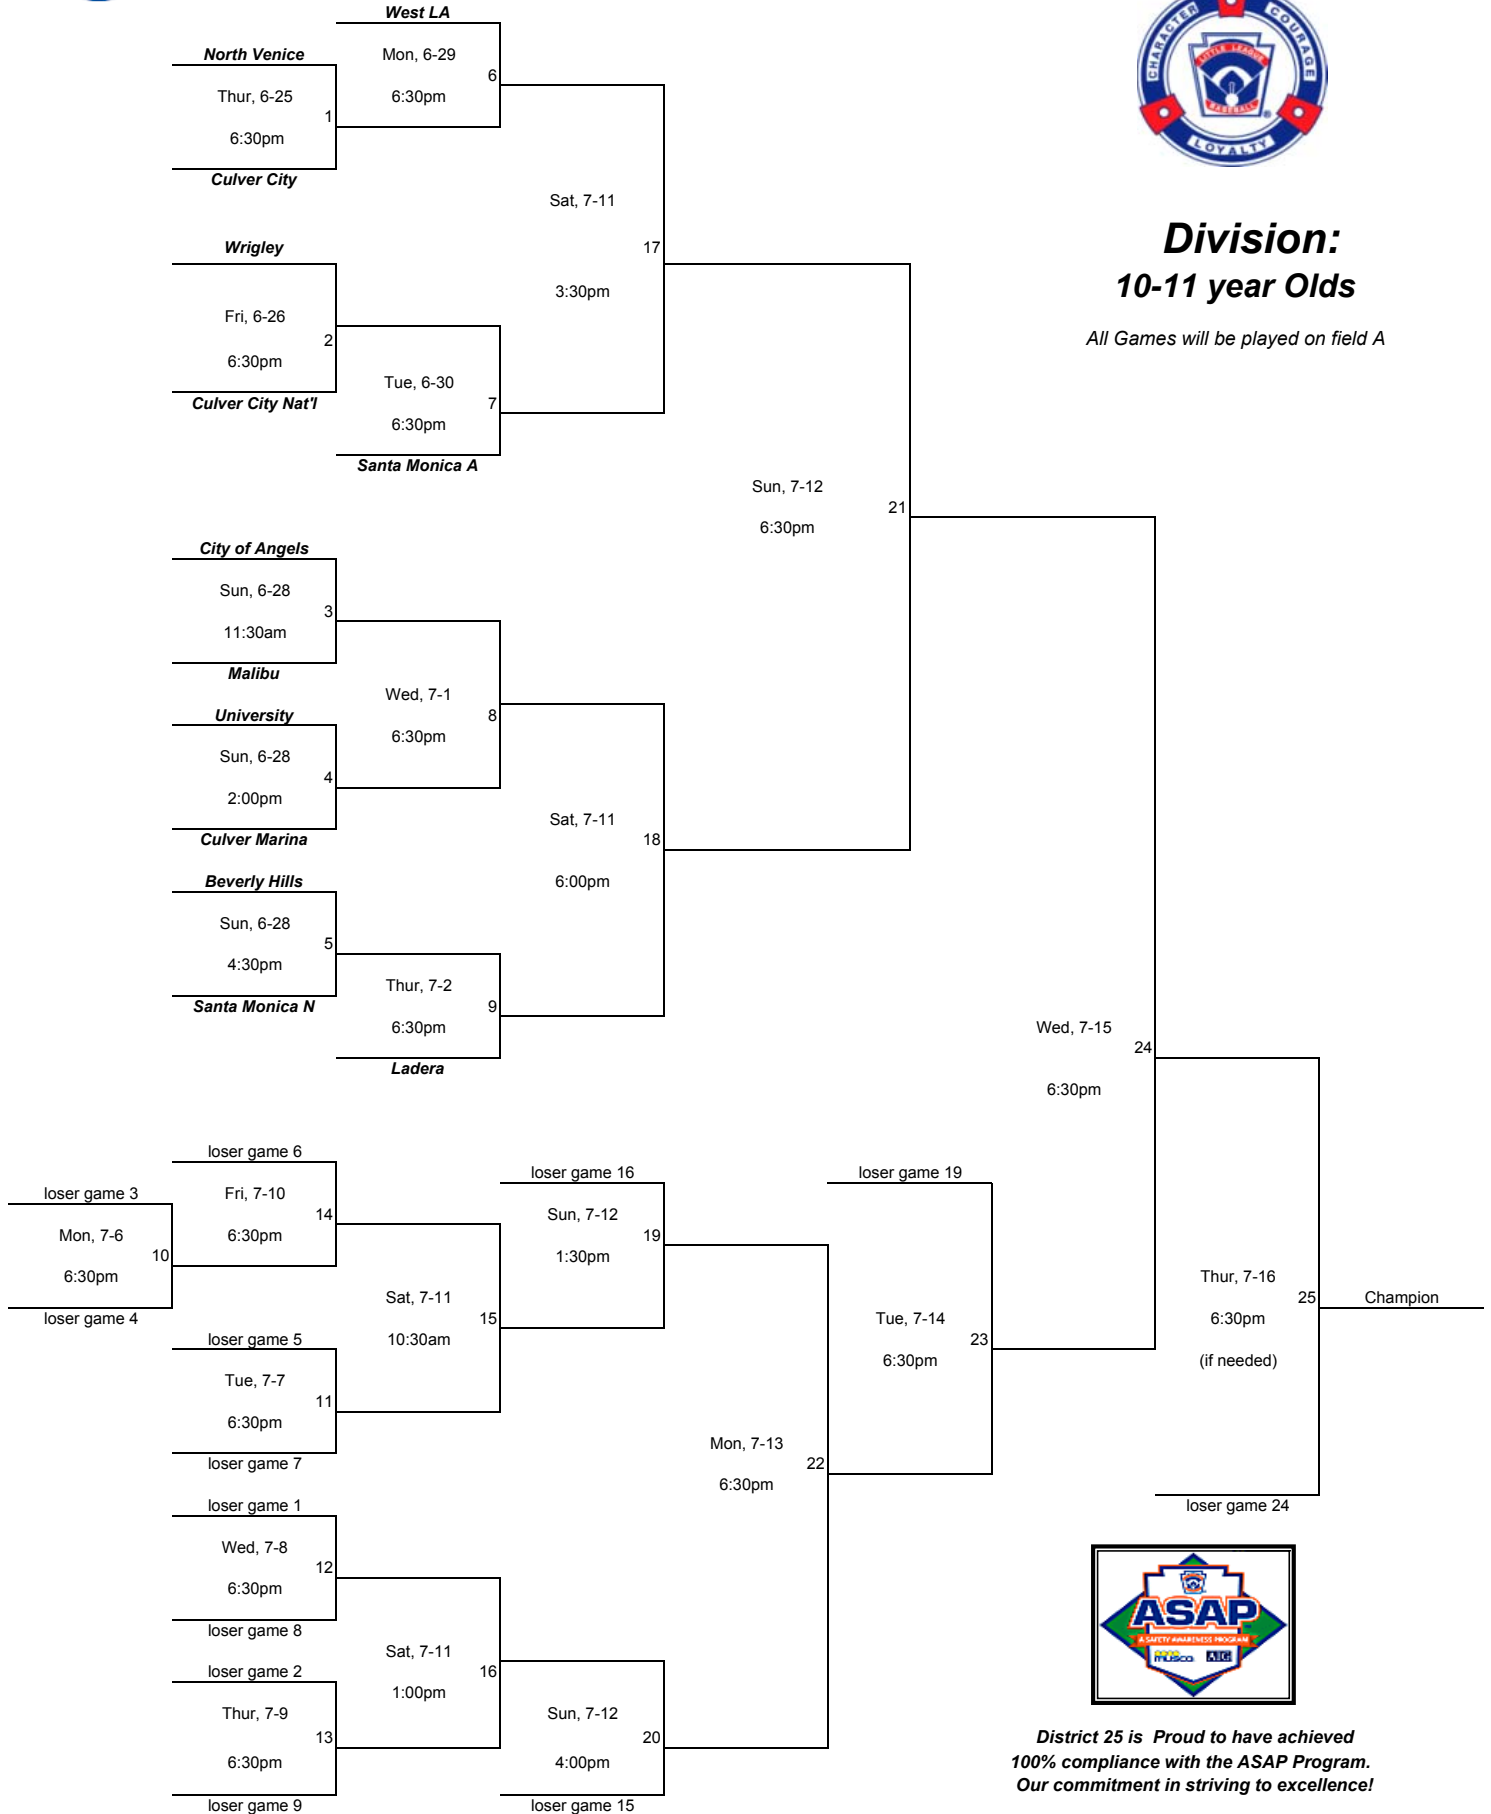 West LA
North Venice
Mon, 6-29
6
Thur, 6-25
6:30pm
1
6:30pm
Culver City
Sat, 7-11
17
3:30pm
Wrigley
Fri, 6-26
2
6:30pm
Culver City Nat'l
Tue, 6-30
7
6:30pm
Santa Monica A
Sun, 7-12
21
6:30pm
City of Angels
Sun, 6-28
3
11:30am
Malibu
Wed, 7-1
8
6:30pm
University
Sun, 6-28
4
2:00pm
Culver Marina
Sat, 7-11
18
6:00pm
Beverly Hills
Sun, 6-28
5
4:30pm
Santa Monica N
Thur, 7-2
9
6:30pm
Ladera
CHARACTER
COURAGE
LOYALTY
LITTLE LEAGUE
BASEBALL
®
Division:
10-11 year Olds
All Games will be played on field A
Wed, 7-15
24
6:30pm
loser game 6
loser game 3
Fri, 7-10
14
Mon, 7-6
10
6:30pm
6:30pm
loser game 4
loser game 5
Tue, 7-7
11
6:30pm
loser game 7
Sat, 7-11
15
10:30am
loser game 16
Sun, 7-12
19
1:30pm
loser game 19
Tue, 7-14
23
6:30pm
Thur, 7-16
25
Champion
6:30pm
(if needed)
loser game 24
Mon, 7-13
22
6:30pm
loser game 1
Wed, 7-8
12
6:30pm
loser game 8
loser game 2
Sat, 7-11
16
1:00pm
Thur, 7-9
13
6:30pm
loser game 9
Sun, 7-12
20
4:00pm
loser game 15
ASAP
A SAFETY AWARENESS PROGRAM
musco
AIG
District 25 is Proud to have achieved
100% compliance with the ASAP Program.
Our commitment in striving to excellence!